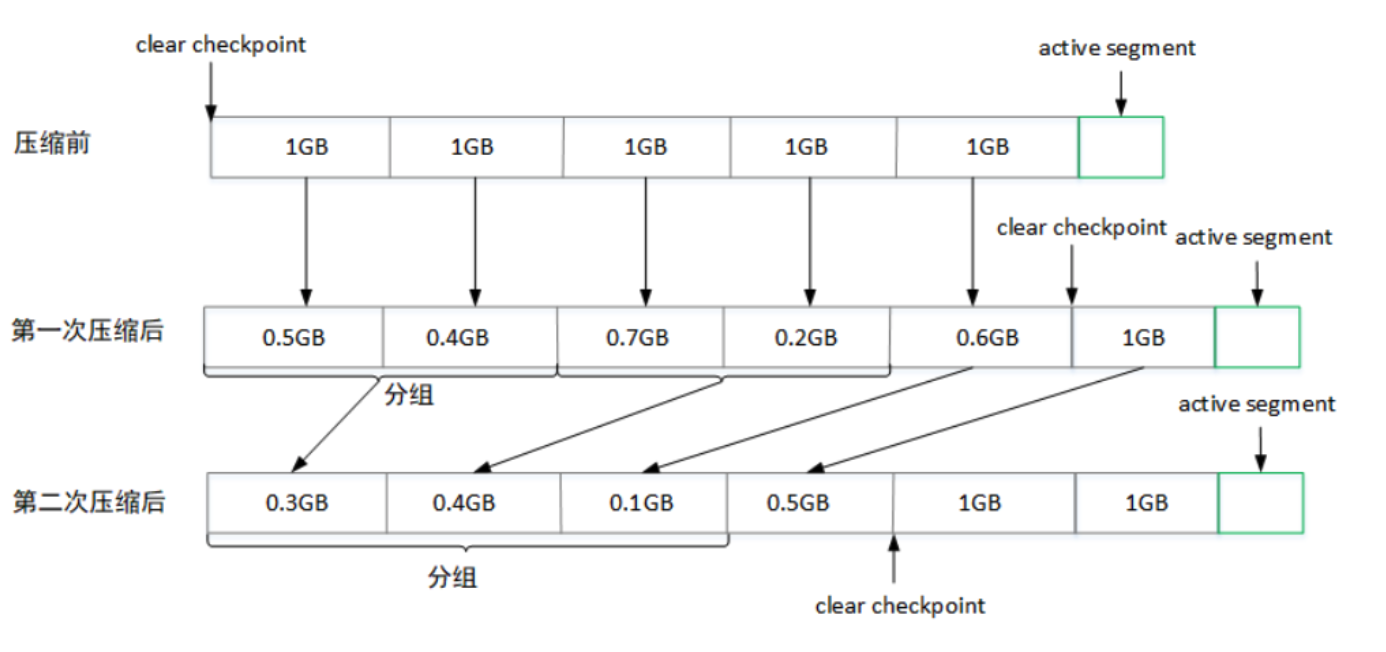 clear checkpoint
active segment
压缩前
1GB
1GB
1GB
1GB
1GB
clear checkpoint
active segment
第一次压缩后
0.5GB
0.4GB
0.7GB
0.2GB
0.6GB
1GB
分组
active segment
第二次压缩后
0.3GB
0.4GB
0.1GB
0.5GB
1GB
1GB
分组
clear checkpoint